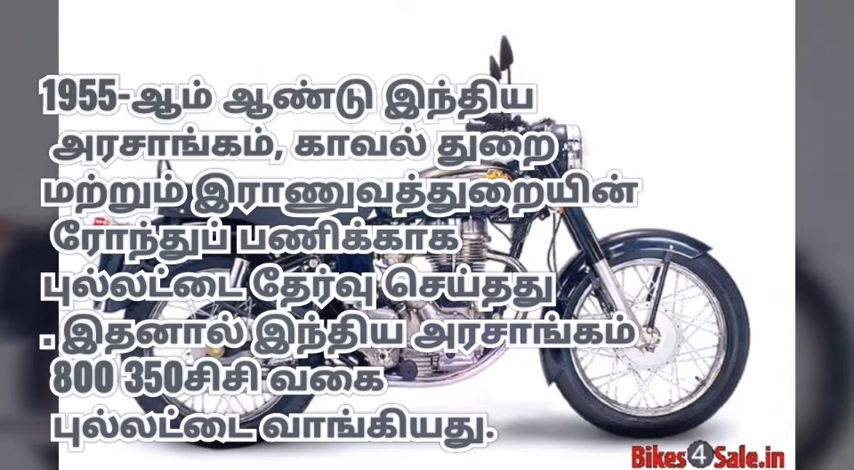 1955-ஆம் ஆண்டு இந்திய
அரசாங்கம், காவல் துறை
மற்றும் இராணுவத்துறையின்
ரோந்துப் பணிக்காக
புல்லட்டை தேர்வு செய்தது
. இதனால் இந்திய அரசாங்கம்
800 350சிசி வகை
புல்லட்டை வாங்கியது.
Bikes4Sale.in